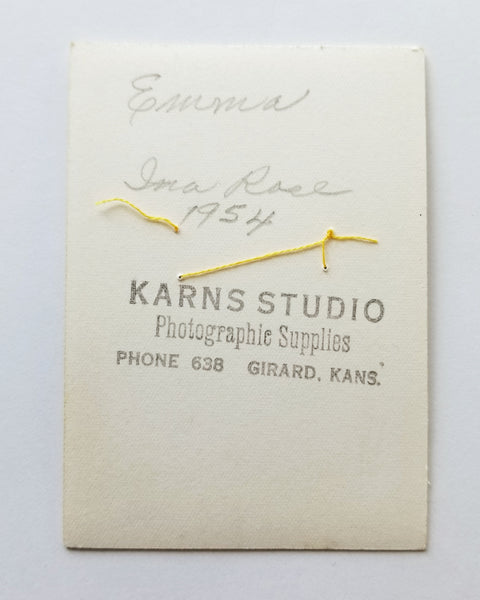 Emma
Ina Rose
1954
KARNS STUDIO
Photographic Supplies
PHONE 638 GIRARD, KANS.